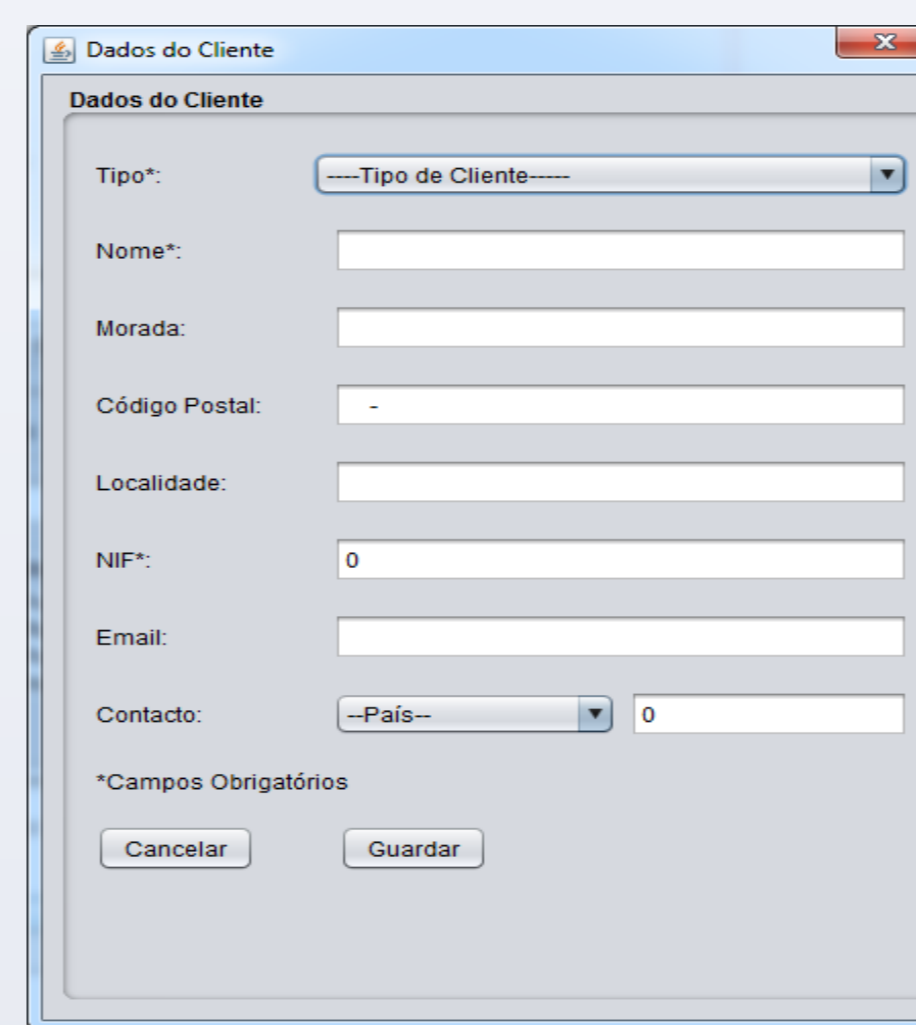 Dados do Cliente
Dados do Cliente
Tipo*: ----Tipo de Cliente-----
Nome*:
Morada:
Código Postal: -
Localidade:
NIF*: 0
Email:
Contacto: --País-- 0
*Campos Obrigatórios
Cancelar Guardar